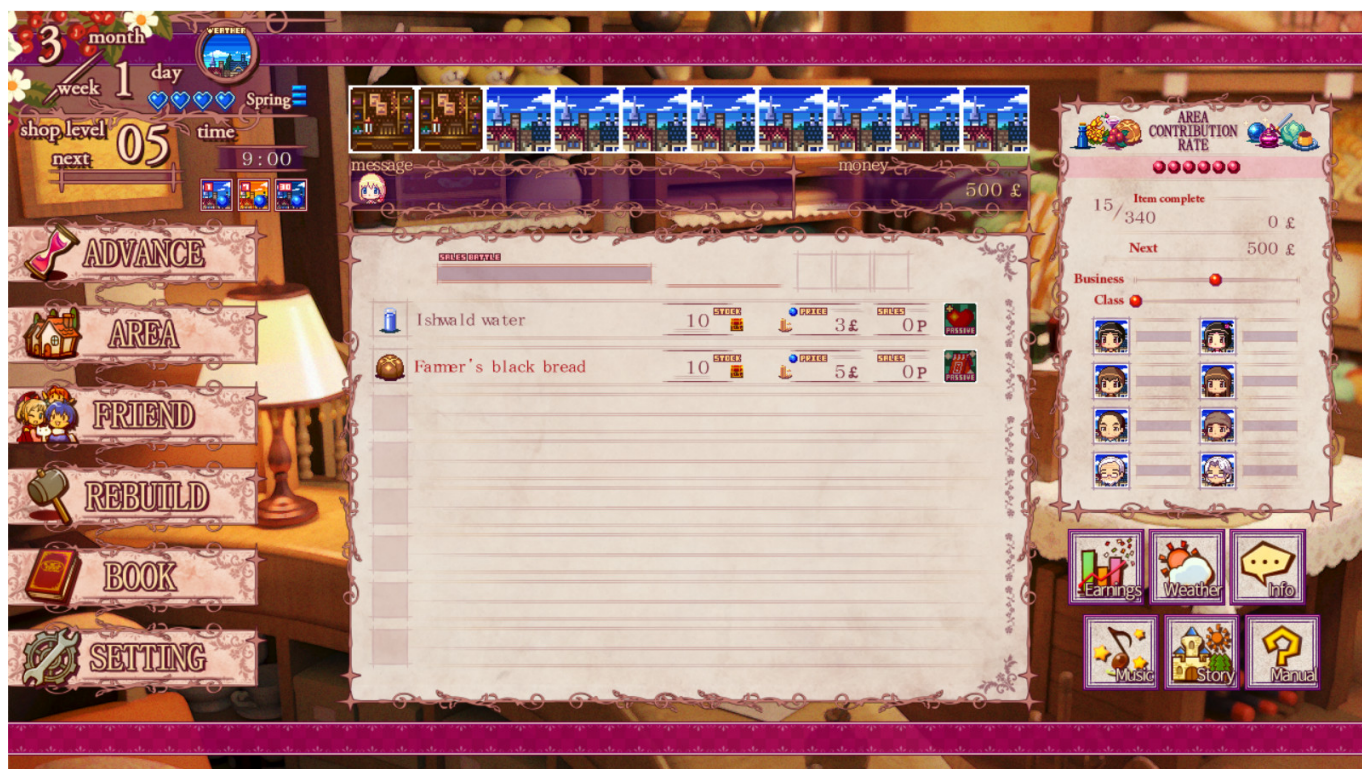 3 month
WEATHER
week 1 day
Spring
shop level 05 time
next
9:00
message
money
500 £
ADVANCE
AREA
FRIEND
REBUILD
BOOK
SETTING
SALES BATTLE
Ishwald water 10 STOCK PRICE 3£ SALES 0P PASSIVE
Farmer's black bread 10 STOCK PRICE 5£ SALES 0P PASSIVE
AREA
CONTRIBUTION
RATE
Item complete
15/340
0 £
Next 500 £
Business
Class
Earnings Weather Info
Music Story Manual